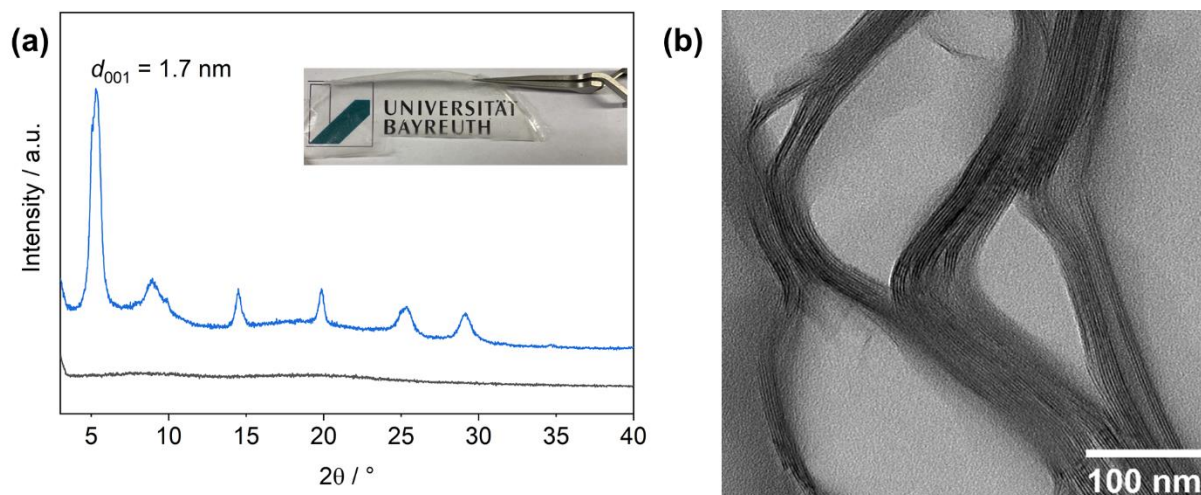 (a)
d001 = 1.7 nm
UNIVERSITÄT
BAYREUTH
Intensity / a.u.
5 10 15 20 25 30 35 40
2θ / °
(b)
100 nm